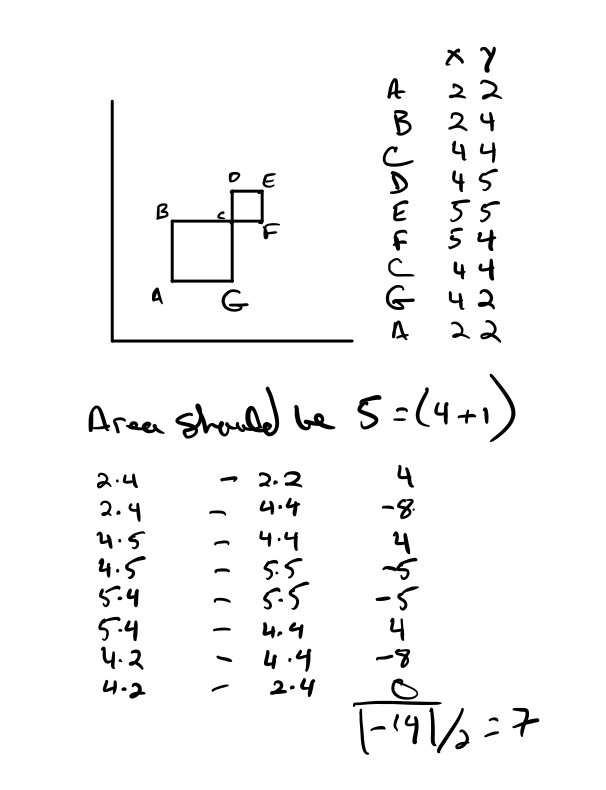 x y
A 2 2
B 2 4
C 4 4
D 4 5
E 5 5
F 5 4
C 4 4
G 4 2
A 2 2
D E
B C F
A G
Area should be 5 = (4+1)
2.4 - 2.2 4
2.4 - 4.4 -8
4.5 - 4.4 4
4.5 - 5.5 -5
5.4 - 5.5 -5
5.4 - 4.4 4
4.2 - 4.4 -8
4.2 - 2.4 0
|-14|/2 = 7